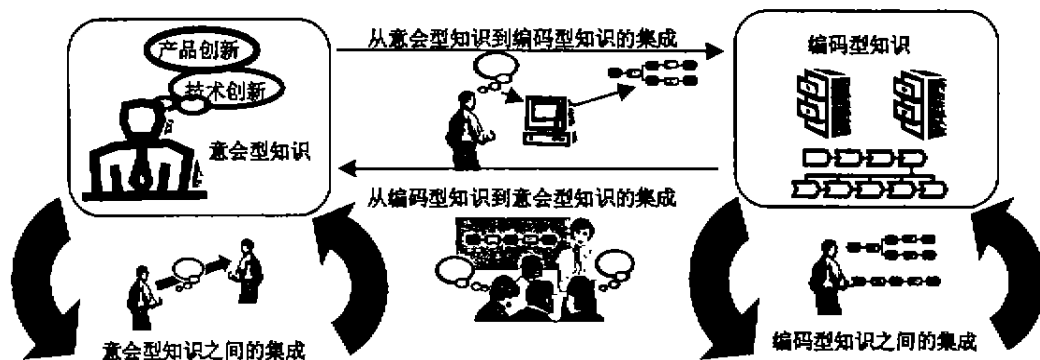 产品创新
技术创新
意会型知识
从意会型知识到编码型知识的集成
编码型知识
从编码型知识到意会型知识的集成
意会型知识之间的集成
编码型知识之间的集成